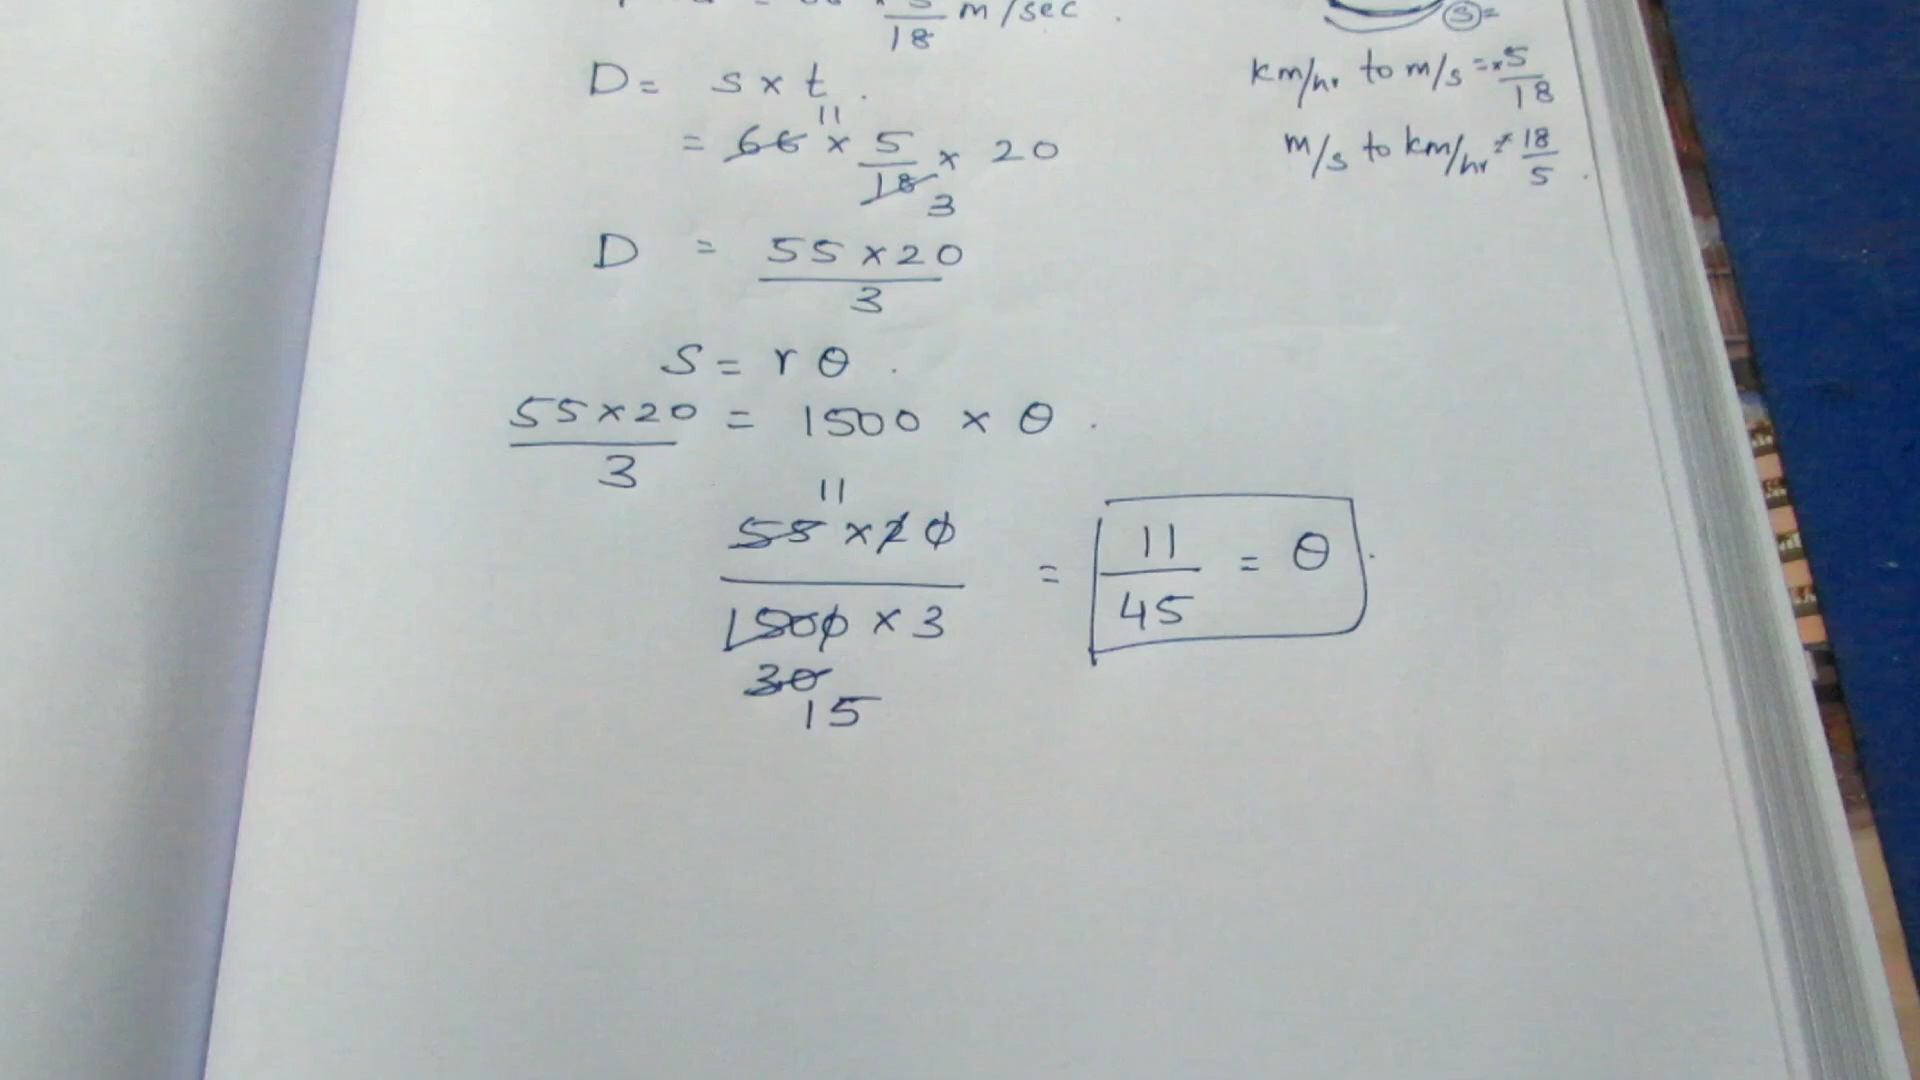 5/18 m/sec.
D = s x t.
11
= 66 x 5/18 x 20
3
D = 55 x 20/3
S = r θ.
55 x 20/3 = 1500 x θ.
11
55 x 20/1500 x 3 = 11/45 = θ.
30
15
S =
km/hr to m/s = x 5/18
m/s to km/hr x 18/5.